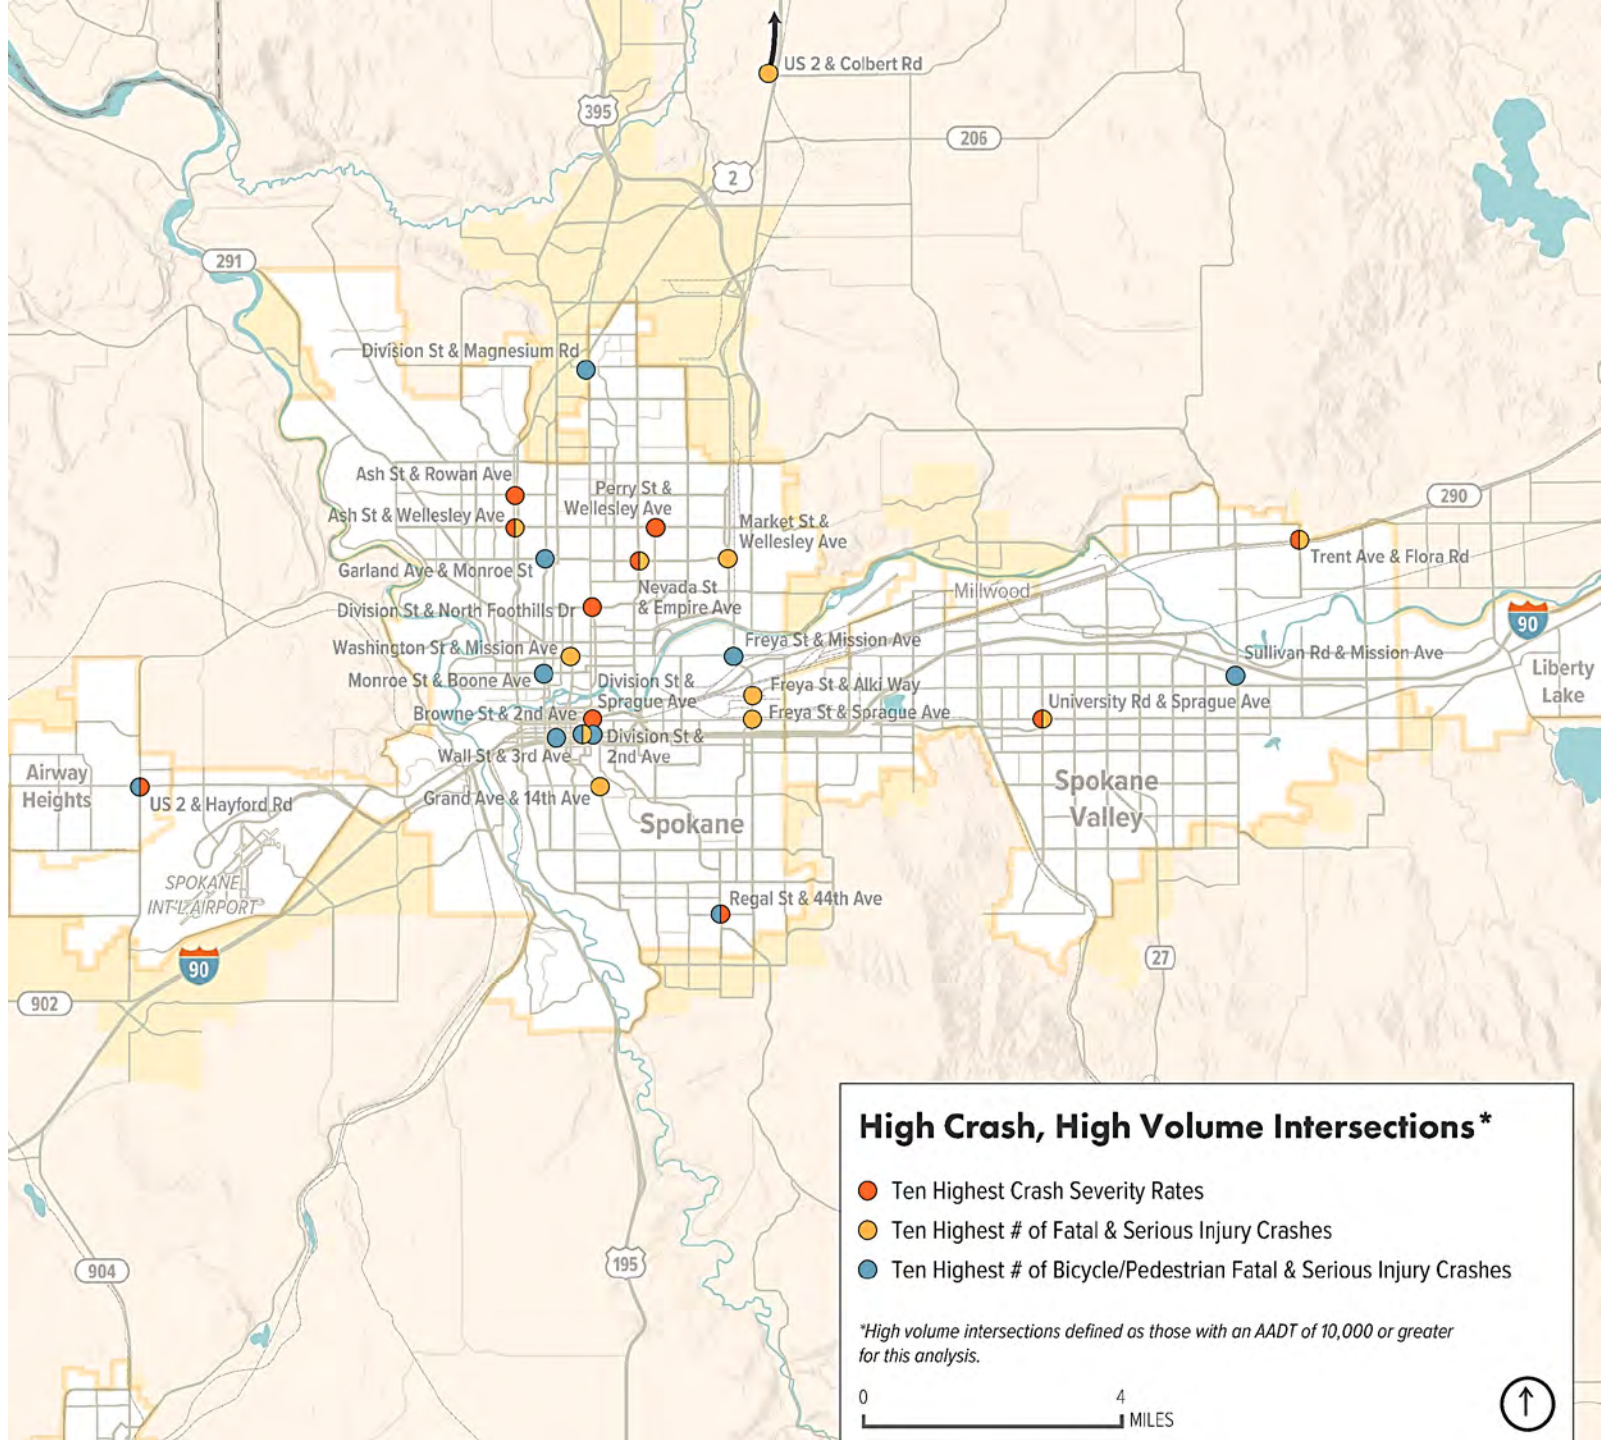 US 2 & Colbert Rd
395
206
2
291
Division St & Magnesium Rd
Ash St & Rowan Ave
Perry St &
Wellesley Ave
290
Ash St & Wellesley Ave
Market St &
Wellesley Ave
Trent Ave & Flora Rd
Garland Ave & Monroe St
Nevada St
& Empire Ave
Millwood
Division St & North Foothills Dr
90
Washington St & Mission Ave
Freya St & Mission Ave
Sullivan Rd & Mission Ave
Liberty
Lake
Monroe St & Boone Ave
Division St &
Sprague Ave
Freya St & Alki Way
University Rd & Sprague Ave
Browne St & 2nd Ave
Freya St & Sprague Ave
Division St &
2nd Ave
Wall St & 3rd Ave
Airway
Heights
US 2 & Hayford Rd
Grand Ave & 14th Ave
Spokane
Spokane
Valley
SPOKANE
INT'L AIRPORT
Regal St & 44th Ave
90
27
902
High Crash, High Volume Intersections*
Ten Highest Crash Severity Rates
Ten Highest # of Fatal & Serious Injury Crashes
Ten Highest # of Bicycle/Pedestrian Fatal & Serious Injury Crashes
*High volume intersections defined as those with an AADT of 10,000 or greater
for this analysis.
0 4
MILES
195
904